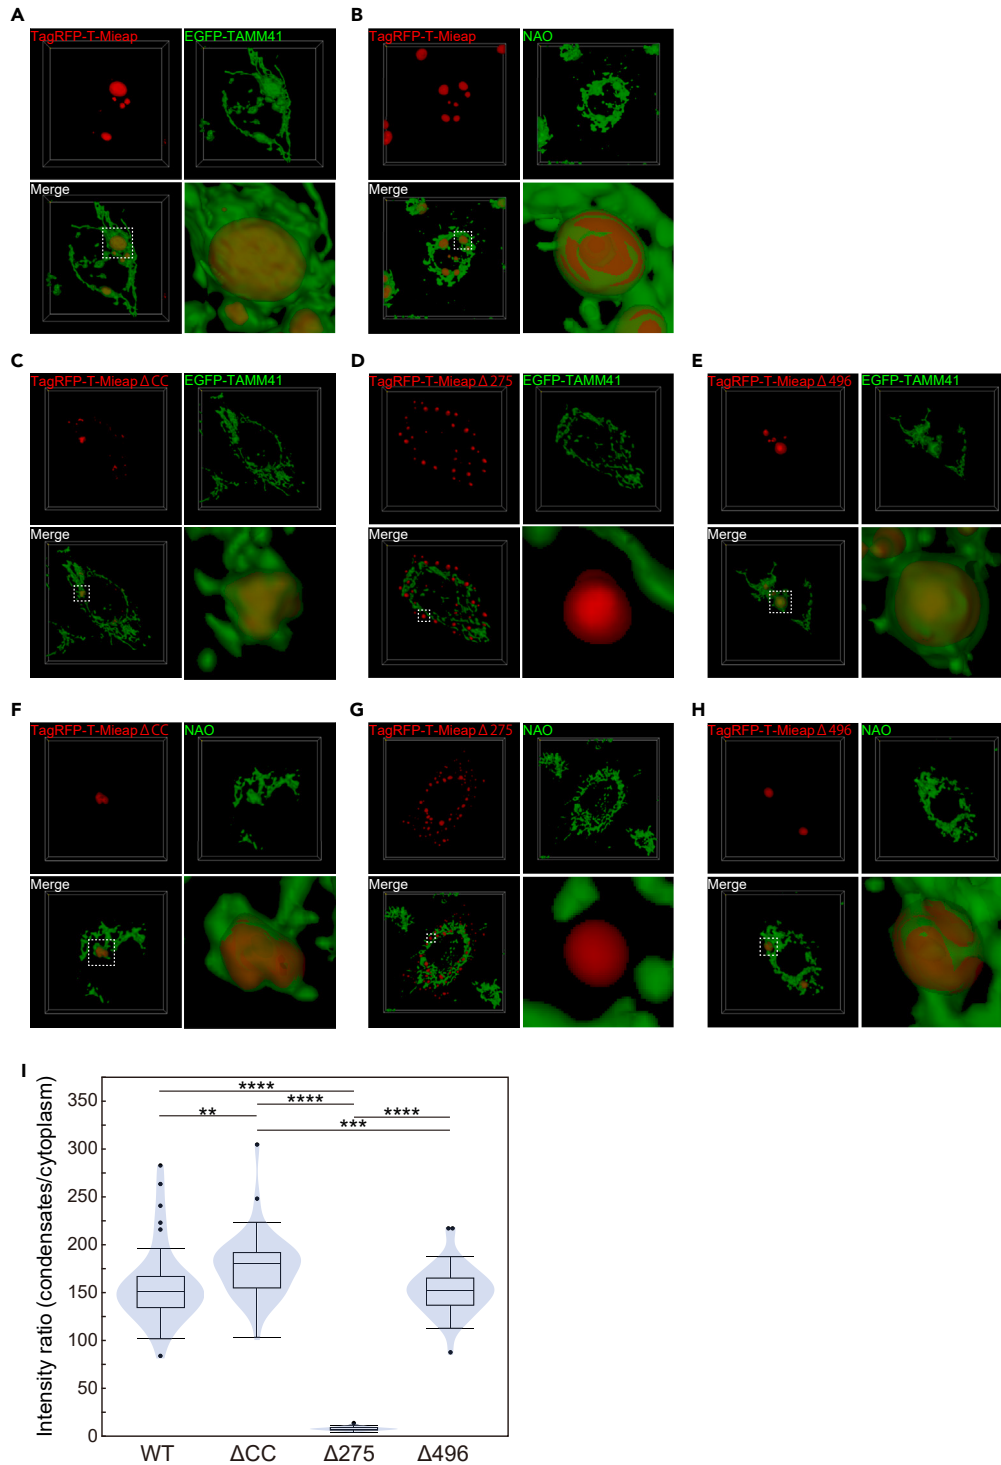 A
TagRFP-T-Mieap EGFP-TAMM41
Merge
B
TagRFP-T-Mieap NAO
Merge
C
TagRFP-T-MieapΔCC EGFP-TAMM41
Merge
D
TagRFP-T-MieapΔ275 EGFP-TAMM41
Merge
E
TagRFP-T-MieapΔ496 EGFP-TAMM41
Merge
F
TagRFP-T-MieapΔCC NAO
Merge
G
TagRFP-T-MieapΔ275 NAO
Merge
H
TagRFP-T-MieapΔ496 NAO
Merge
I
Intensity ratio (condensates/cytoplasm)
350
300
250
200
150
100
50
0
****
****
****
**
***
WT ΔCC Δ275 Δ496